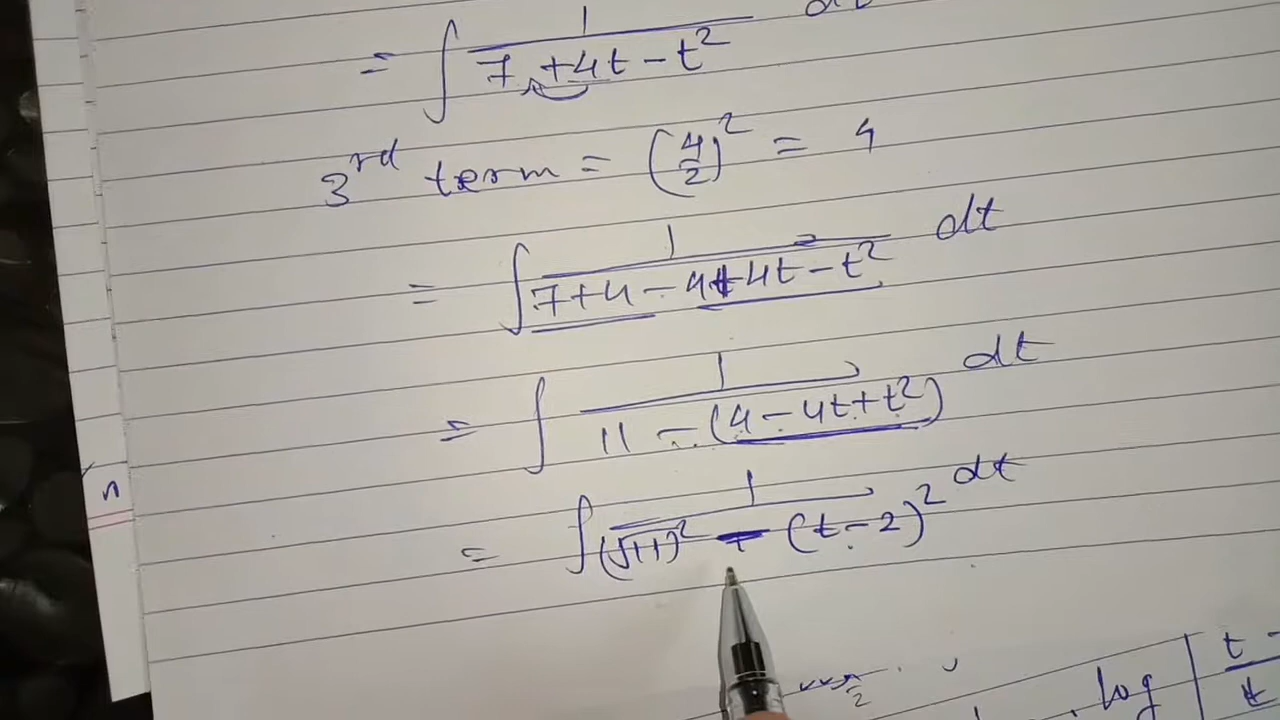 = ∫ 1/(7 + 4t − t²) dt
3rd term = (4/2)² = 4
= ∫ 1/(7+4−4+4t−t²) dt
= ∫ 1/(11 − (4−4t+t²)) dt
= ∫ 1/((√11)² − (t−2)²) dt
n
log | t